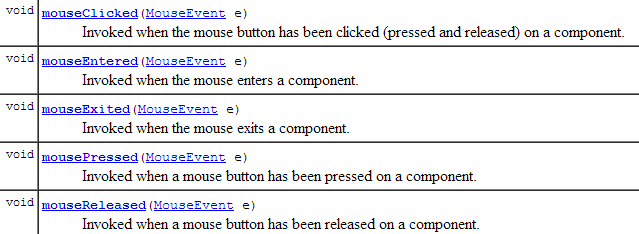 void mouseClicked(MouseEvent e)
Invoked when the mouse button has been clicked (pressed and released) on a component.
void mouseEntered(MouseEvent e)
Invoked when the mouse enters a component.
void mouseExited(MouseEvent e)
Invoked when the mouse exits a component.
void mousePressed(MouseEvent e)
Invoked when a mouse button has been pressed on a component.
void mouseReleased(MouseEvent e)
Invoked when a mouse button has been released on a component.